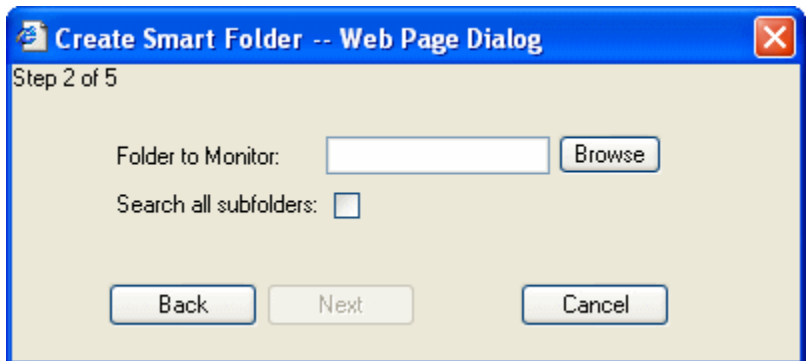 Create Smart Folder -- Web Page Dialog
Step 2 of 5
Folder to Monitor: Browse
Search all subfolders:
Back Next Cancel